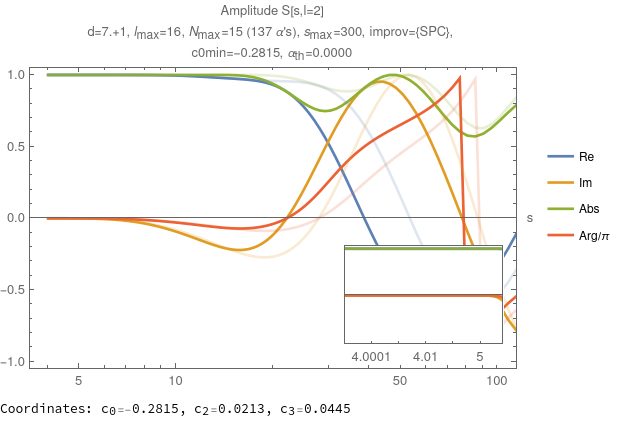 Amplitude S[s,l=2]
d=7.+1, lmax=16, Nmax=15 (137 α's), smax=300, improv={SPC},
c0min=-0.2815, αth=0.0000
1.0
0.5
0.0
-0.5
-1.0
s
Re
Im
Abs
Arg/π
4.0001 4.01 5
5 10 50 100
Coordinates: c0=-0.2815, c2=0.0213, c3=0.0445